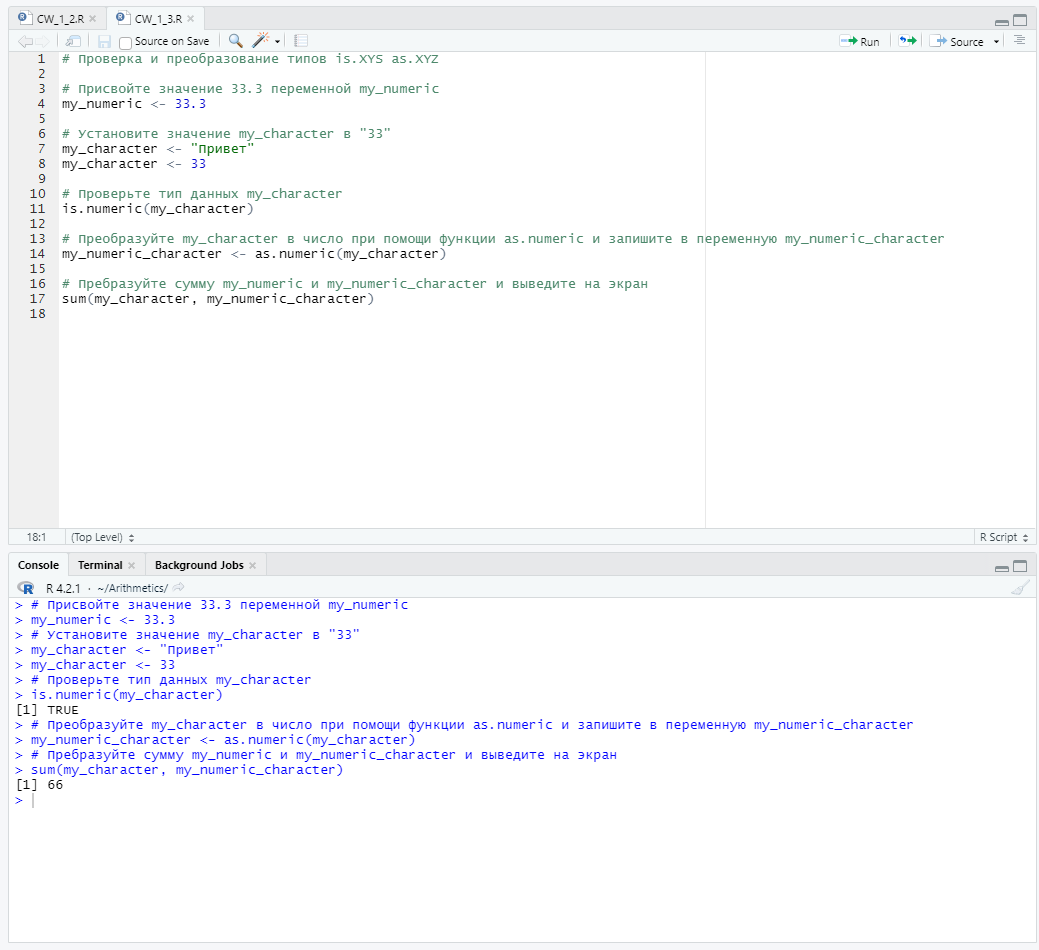 CW_1_2.R CW_1_3.R
Source on Save Run Source
1 # Проверка и преобразование типов is.XYS as.XYZ
2
3 # Присвойте значение 33.3 переменной my_numeric
4 my_numeric <- 33.3
5
6 # Установите значение my_character в "33"
7 my_character <- "Привет"
8 my_character <- 33
9
10 # Проверьте тип данных my_character
11 is.numeric(my_character)
12
13 # Преобразуйте my_character в число при помощи функции as.numeric и запишите в переменную my_numeric_character
14 my_numeric_character <- as.numeric(my_character)
15
16 # Пребразуйте сумму my_numeric и my_numeric_character и выведите на экран
17 sum(my_character, my_numeric_character)
18
18:1 (Top Level) R Script
Console Terminal Background Jobs
R R 4.2.1 · ~/Arithmetics/
> # Присвойте значение 33.3 переменной my_numeric
> my_numeric <- 33.3
> # Установите значение my_character в "33"
> my_character <- "Привет"
> my_character <- 33
> # Проверьте тип данных my_character
> is.numeric(my_character)
[1] TRUE
> # Преобразуйте my_character в число при помощи функции as.numeric и запишите в переменную my_numeric_character
> my_numeric_character <- as.numeric(my_character)
> # Пребразуйте сумму my_numeric и my_numeric_character и выведите на экран
> sum(my_character, my_numeric_character)
[1] 66
>